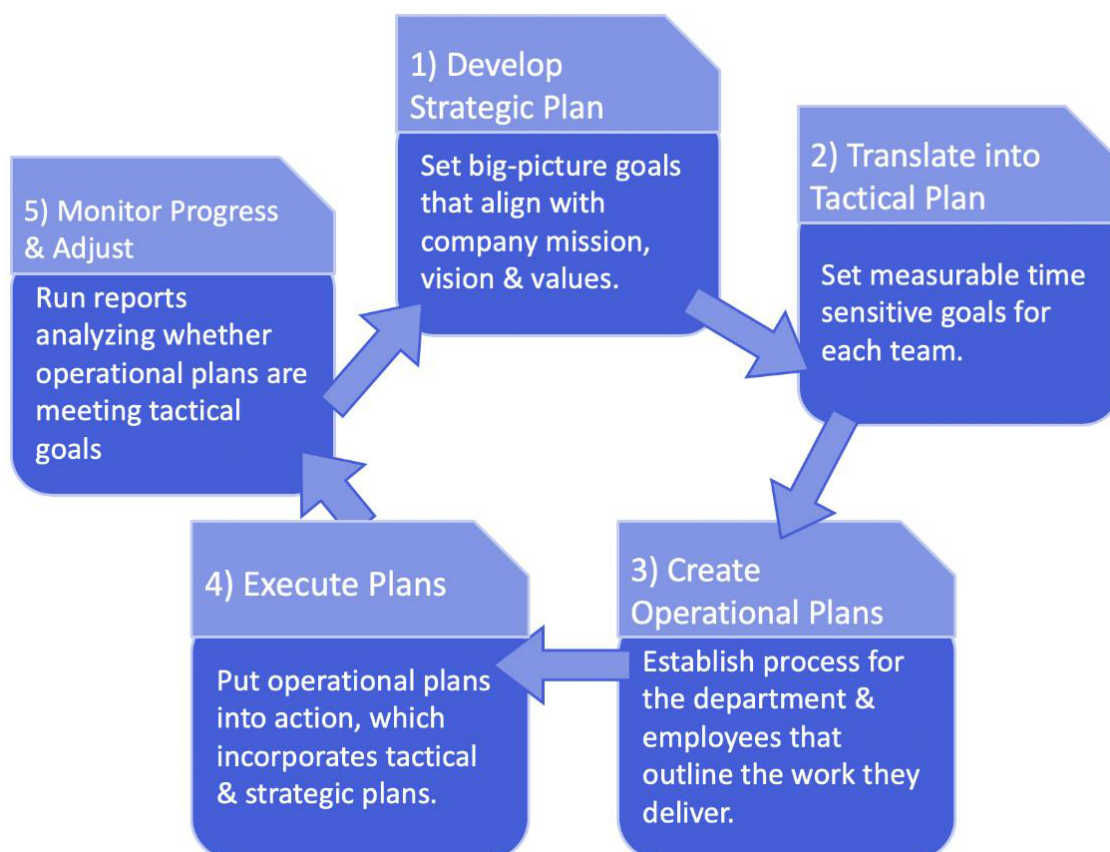 1) Develop
Strategic Plan
Set big-picture goals
that align with
company mission,
vision & values.
2) Translate into
Tactical Plan
Set measurable time
sensitive goals for
each team.
3) Create
Operational Plans
Establish process for
the department &
employees that
outline the work they
deliver.
4) Execute Plans
Put operational plans
into action, which
incorporates tactical
& strategic plans.
5) Monitor Progress
& Adjust
Run reports
analyzing whether
operational plans are
meeting tactical
goals